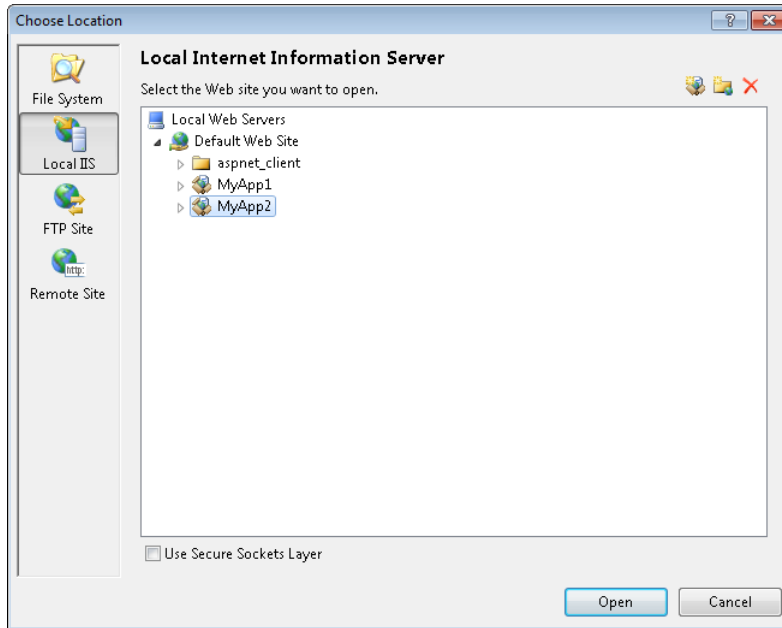 Choose Location
?
File System
Local IIS
FTP Site
http:
Remote Site
Local Internet Information Server
Select the Web site you want to open.
Local Web Servers
Default Web Site
aspnet_client
MyApp1
MyApp2
Use Secure Sockets Layer
Open
Cancel